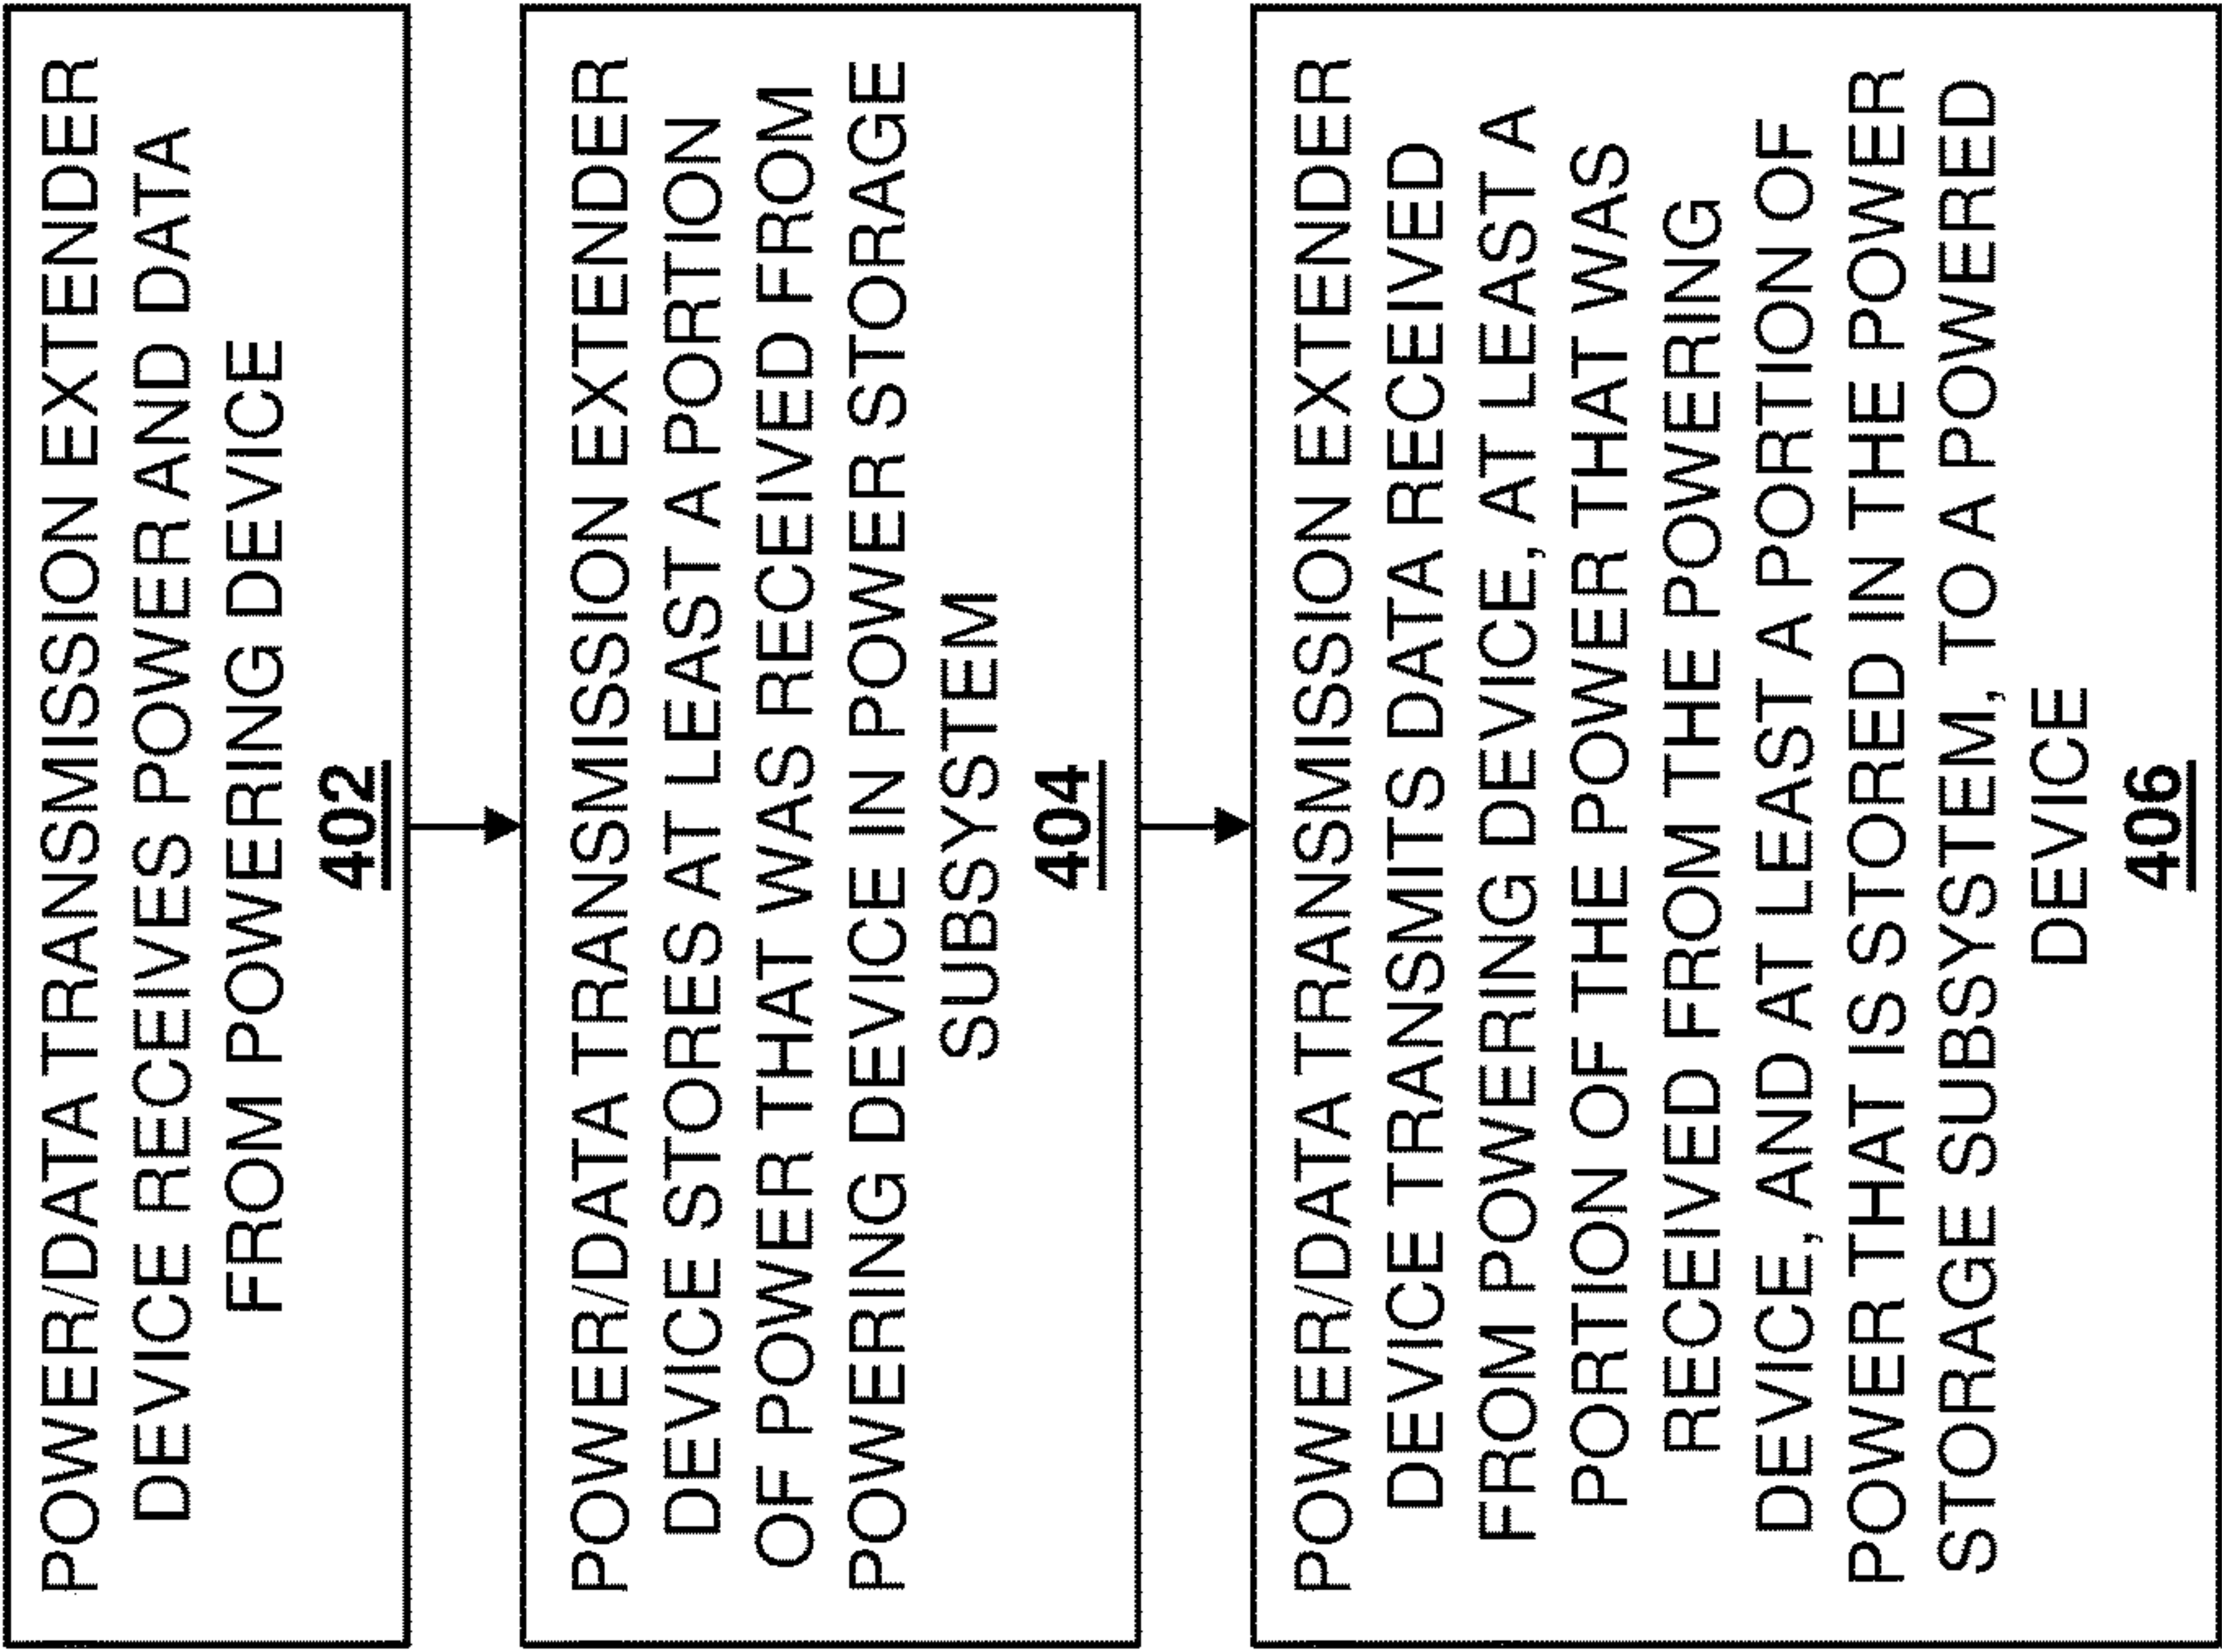 POWER/DATA TRANSMISSION EXTENDER
DEVICE RECEIVES POWER AND DATA
FROM POWERING DEVICE
402
POWER/DATA TRANSMISSION EXTENDER
DEVICE STORES AT LEAST A PORTION
OF POWER THAT WAS RECEIVED FROM
POWERING DEVICE IN POWER STORAGE
SUBSYSTEM
404
POWER/DATA TRANSMISSION EXTENDER
DEVICE TRANSMITS DATA RECEIVED
FROM POWERING DEVICE, AT LEAST A
PORTION OF THE POWER THAT WAS
RECEIVED FROM THE POWERING
DEVICE, AND AT LEAST A PORTION OF
POWER THAT IS STORED IN THE POWER
STORAGE SUBSYSTEM, TO A POWERED
DEVICE
406